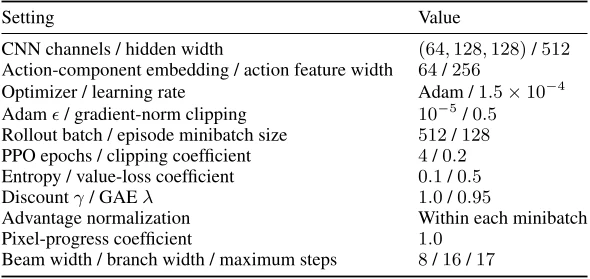 Setting Value
CNN channels / hidden width (64, 128, 128) / 512
Action-component embedding / action feature width 64 / 256
Optimizer / learning rate Adam / 1.5 × 10⁻⁴
Adam ϵ / gradient-norm clipping 10⁻⁵ / 0.5
Rollout batch / episode minibatch size 512 / 128
PPO epochs / clipping coefficient 4 / 0.2
Entropy / value-loss coefficient 0.1 / 0.5
Discount γ / GAE λ 1.0 / 0.95
Advantage normalization Within each minibatch
Pixel-progress coefficient 1.0
Beam width / branch width / maximum steps 8 / 16 / 17